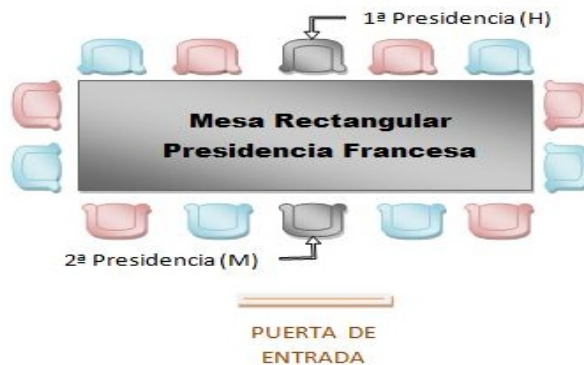 1ª Presidencia (H)
Mesa Rectangular
Presidencia Francesa
2ª Presidencia (M)
PUERTA DE
ENTRADA